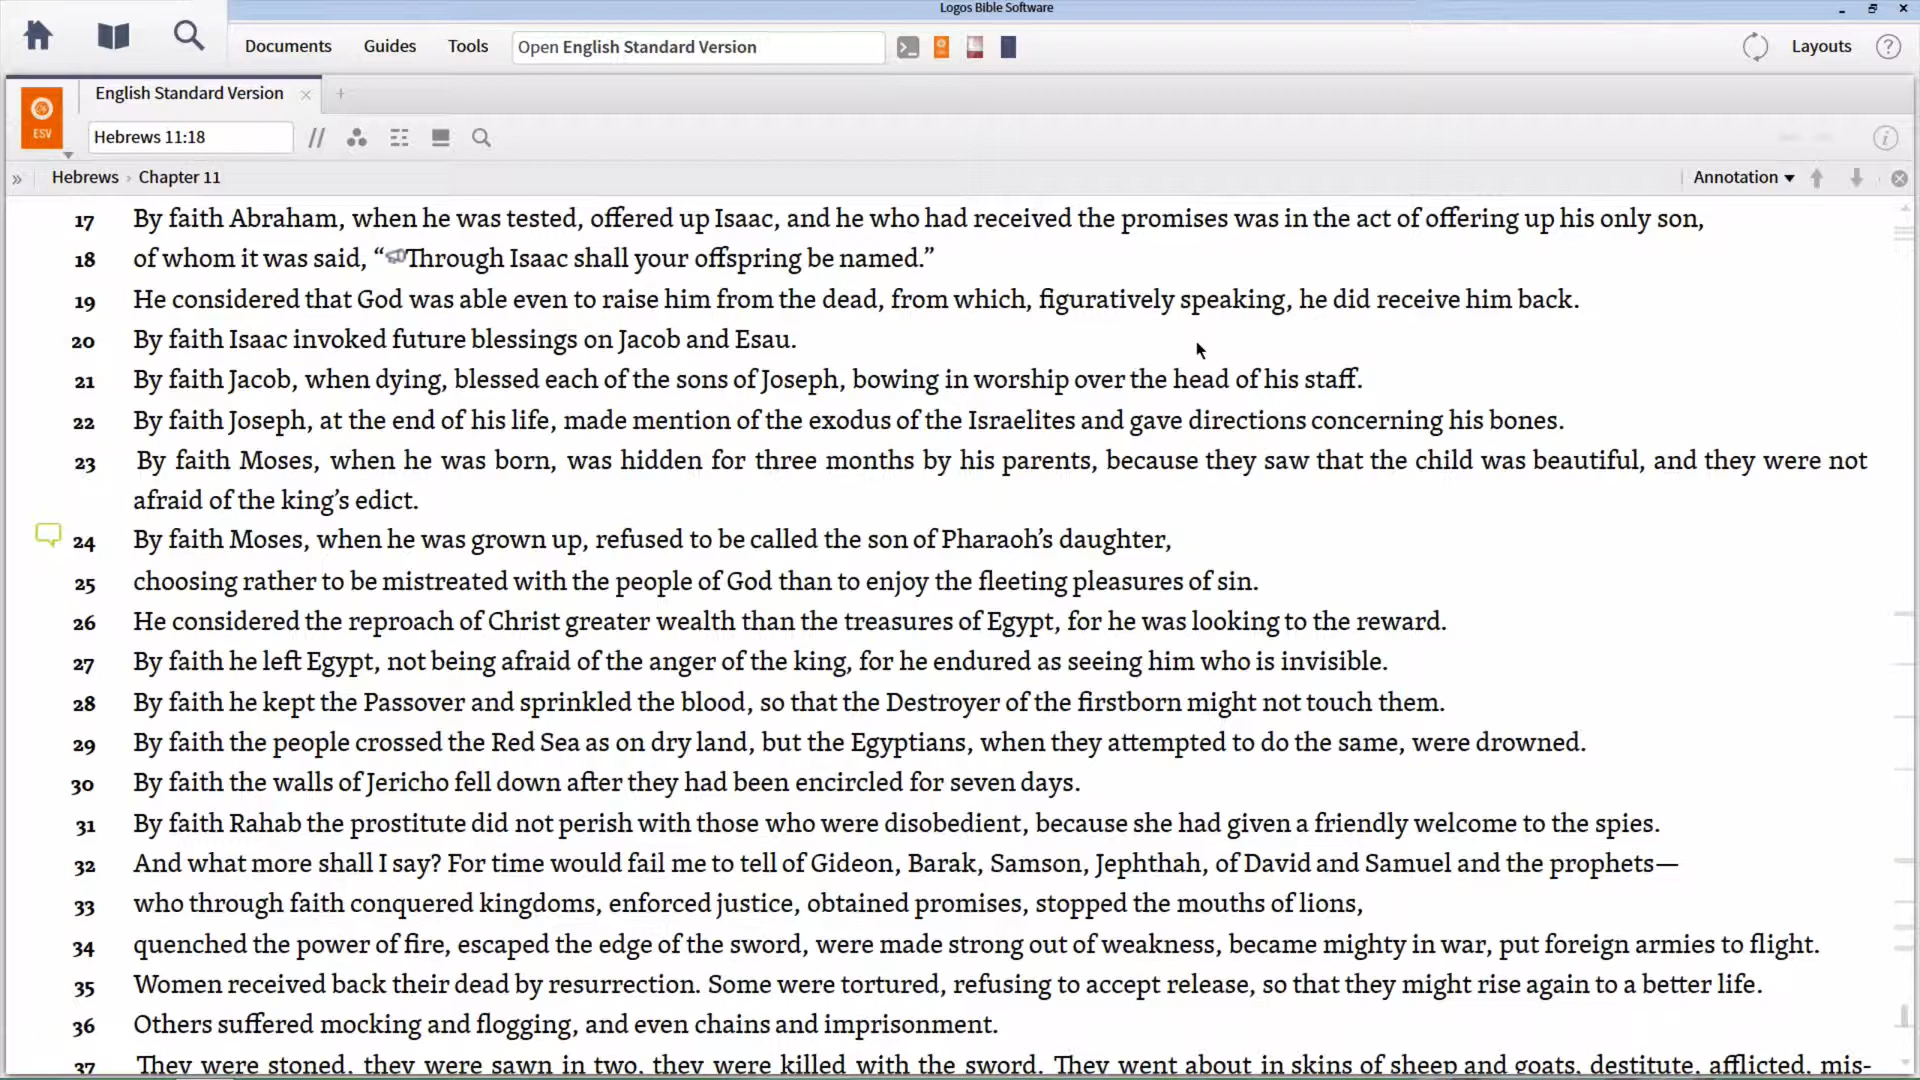 Logos Bible Software
Documents Guides Tools Open English Standard Version Layouts ?
English Standard Version
ESV
Hebrews 11:18
Hebrews › Chapter 11 Annotation
17 By faith Abraham, when he was tested, offered up Isaac, and he who had received the promises was in the act of offering up his only son,
18 of whom it was said, “Through Isaac shall your offspring be named.”
19 He considered that God was able even to raise him from the dead, from which, figuratively speaking, he did receive him back.
20 By faith Isaac invoked future blessings on Jacob and Esau.
21 By faith Jacob, when dying, blessed each of the sons of Joseph, bowing in worship over the head of his staff.
22 By faith Joseph, at the end of his life, made mention of the exodus of the Israelites and gave directions concerning his bones.
23 By faith Moses, when he was born, was hidden for three months by his parents, because they saw that the child was beautiful, and they were not
afraid of the king’s edict.
24 By faith Moses, when he was grown up, refused to be called the son of Pharaoh’s daughter,
25 choosing rather to be mistreated with the people of God than to enjoy the fleeting pleasures of sin.
26 He considered the reproach of Christ greater wealth than the treasures of Egypt, for he was looking to the reward.
27 By faith he left Egypt, not being afraid of the anger of the king, for he endured as seeing him who is invisible.
28 By faith he kept the Passover and sprinkled the blood, so that the Destroyer of the firstborn might not touch them.
29 By faith the people crossed the Red Sea as on dry land, but the Egyptians, when they attempted to do the same, were drowned.
30 By faith the walls of Jericho fell down after they had been encircled for seven days.
31 By faith Rahab the prostitute did not perish with those who were disobedient, because she had given a friendly welcome to the spies.
32 And what more shall I say? For time would fail me to tell of Gideon, Barak, Samson, Jephthah, of David and Samuel and the prophets—
33 who through faith conquered kingdoms, enforced justice, obtained promises, stopped the mouths of lions,
34 quenched the power of fire, escaped the edge of the sword, were made strong out of weakness, became mighty in war, put foreign armies to flight.
35 Women received back their dead by resurrection. Some were tortured, refusing to accept release, so that they might rise again to a better life.
36 Others suffered mocking and flogging, and even chains and imprisonment.
37 They were stoned, they were sawn in two, they were killed with the sword. They went about in skins of sheep and goats, destitute, afflicted, mis-